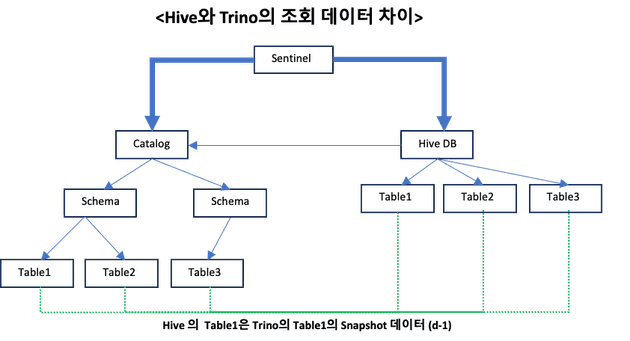 <Hive와 Trino의 조회 데이터 차이>
Sentinel
Catalog
Hive DB
Schema
Schema
Table1
Table2
Table3
Table1
Table2
Table3
Hive 의 Table1은 Trino의 Table1의 Snapshot 데이터 (d-1)